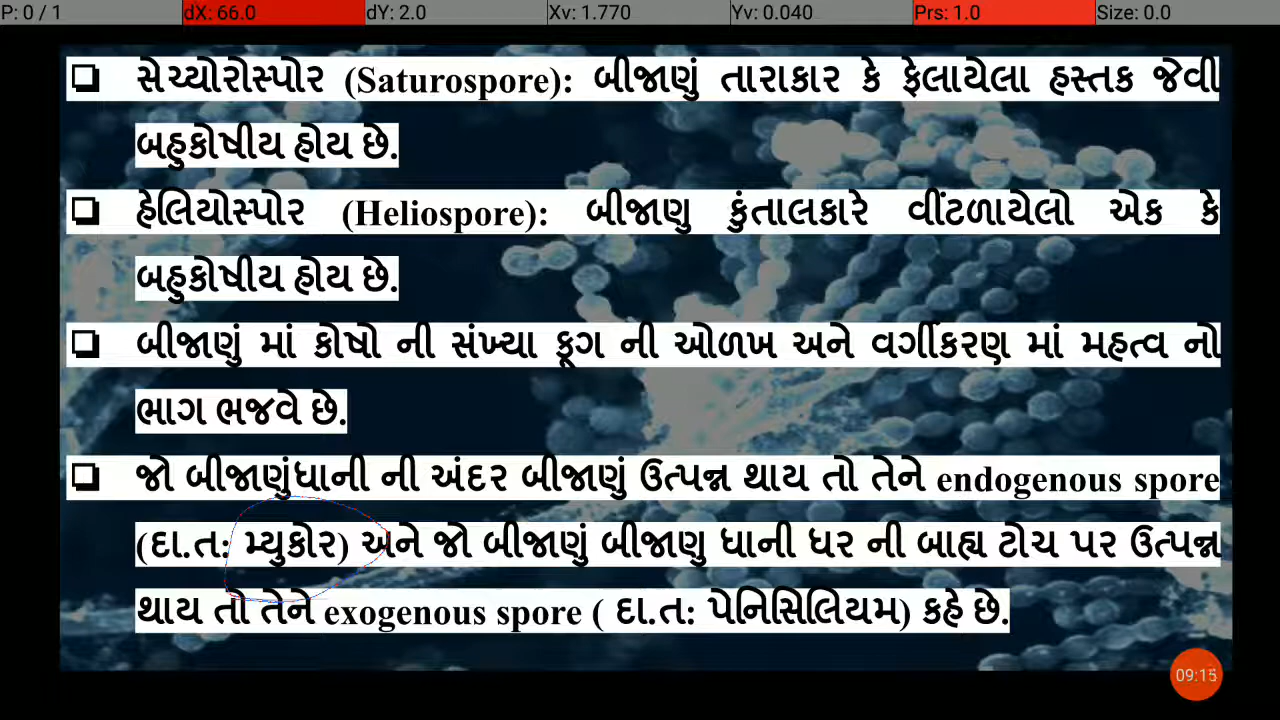 P: 0 / 1 dX: 66.0 dY: 2.0 Xv: 1.770 Yv: 0.040 Prs: 1.0 Size: 0.0
સેચ્યોરોસ્પોર (Saturospore): બીજાણું તારાકાર કે ફેલાયેલા હસ્તક જેવી
બહુકોષીય હોય છે.
હેલિયોસ્પોર (Heliospore): બીજાણુ કુંતાલકારે વીંટળાયેલો એક કે
બહુકોષીય હોય છે.
બીજાણું માં કોષો ની સંખ્યા ફૂગ ની ઓળખ અને વર્ગીકરણ માં મહત્વ નો
ભાગ ભજવે છે.
જો બીજાણુંધાની ની અંદર બીજાણું ઉત્પન્ન થાય તો તેને endogenous spore
(દા.ત: મ્યુકોર) અને જો બીજાણું બીજાણુ ધાની ધર ની બાહ્ય ટોચ પર ઉત્પન્ન
થાય તો તેને exogenous spore ( દા.ત: પેનિસિલિયમ) કહે છે.
09:15